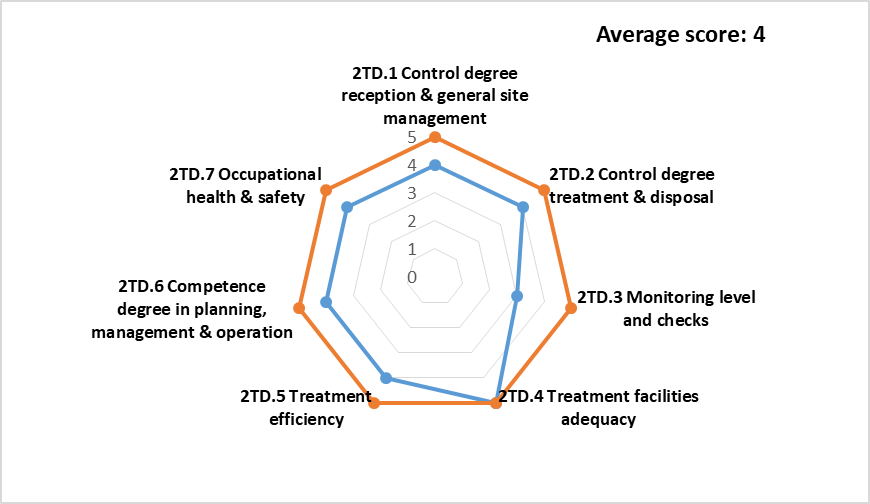 Average score: 4
2TD.1 Control degree
reception & general site
management
5
4
3
2
1
0
2TD.7 Occupational
health & safety
2TD.2 Control degree
treatment & disposal
2TD.6 Competence
degree in planning,
management & operation
2TD.3 Monitoring level
and checks
2TD.5 Treatment
efficiency
2TD.4 Treatment facilities
adequacy